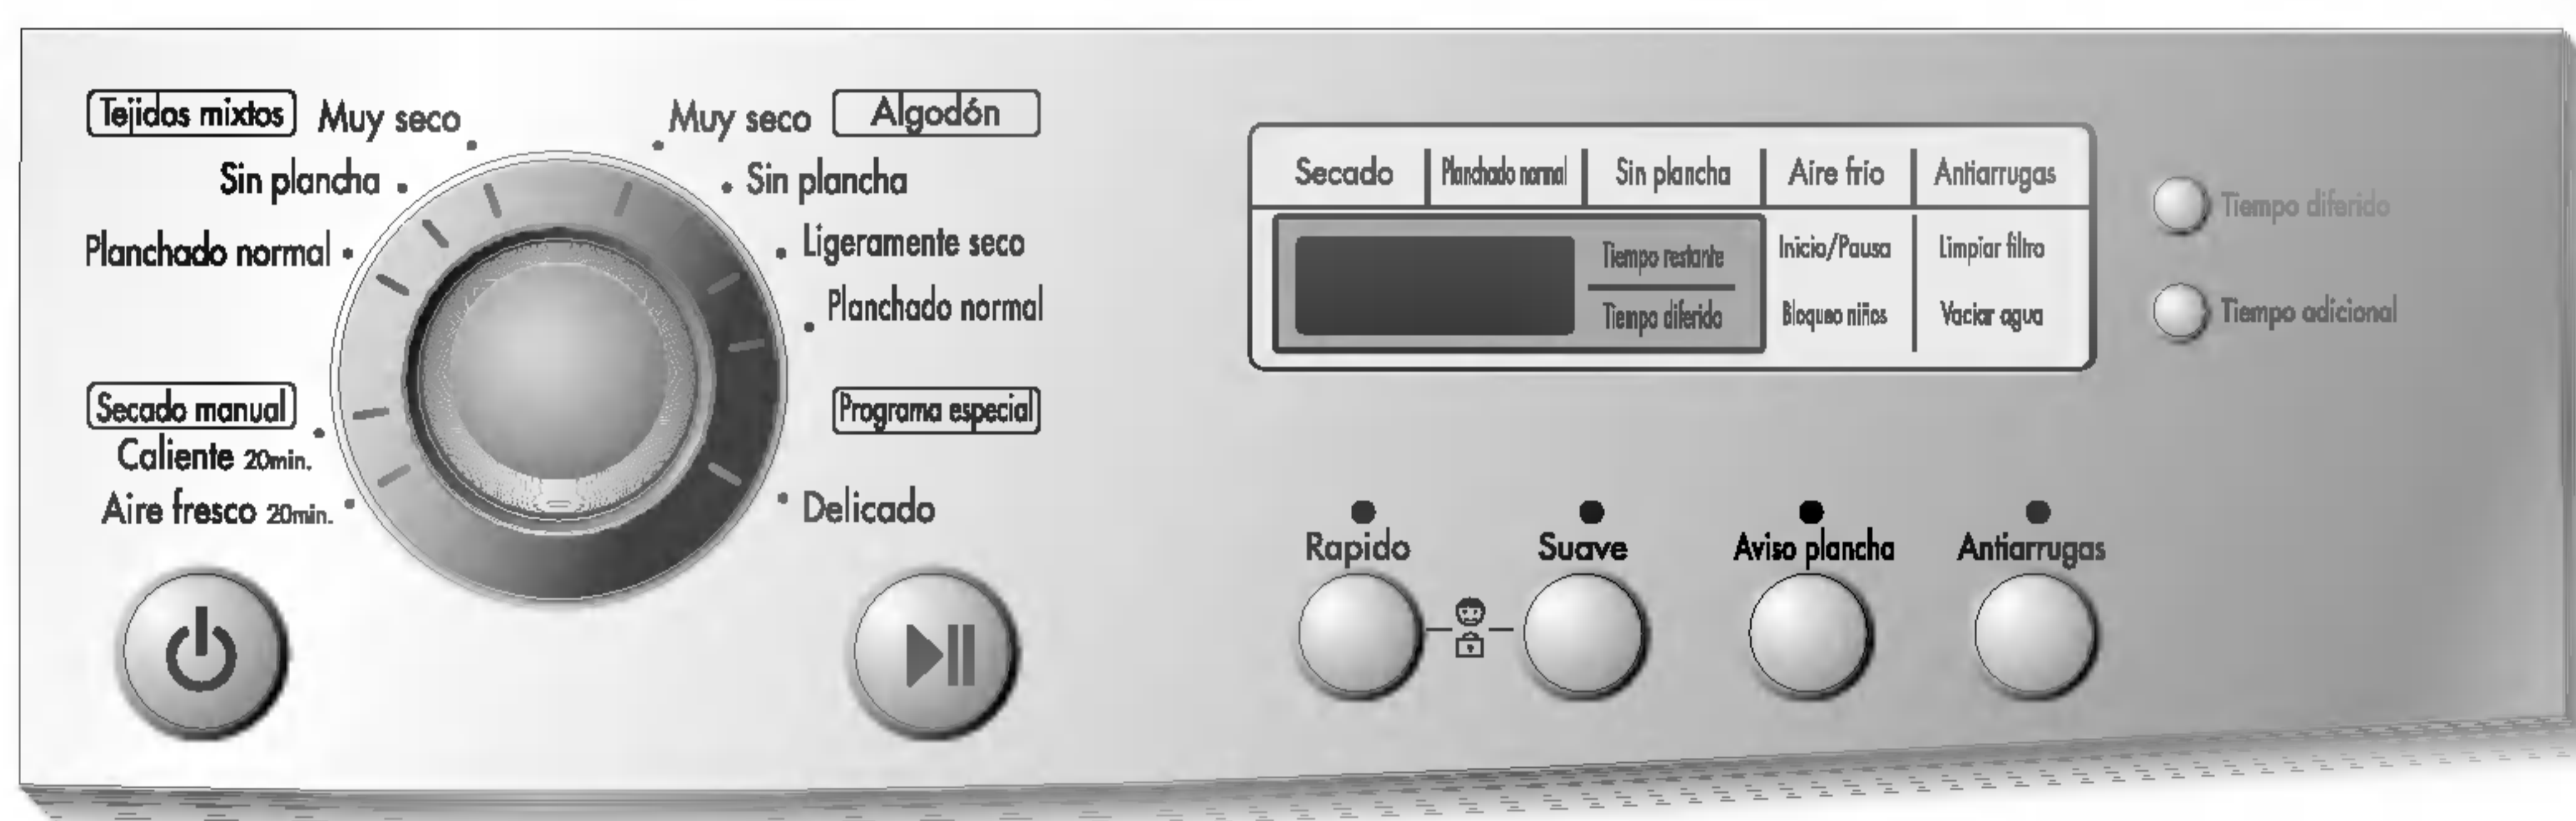 Tejidos mixtos
Muy seco
Sin plancha
Planchado normal
Secado manual
Caliente 20min.
Aire fresco 20min.
Muy seco
Algodón
Sin plancha
Ligeramente seco
Planchado normal
Programa especial
Delicado
Secado
Planchado normal
Sin plancha
Aire frio
Antiarrugas
Tiempo restante
Tiempo diferido
Inicio/Pausa
Bloqueo niños
Limpiar filtro
Vaciar agua
Tiempo diferido
Tiempo adicional
Rapido
Suave
Aviso plancha
Antiarrugas